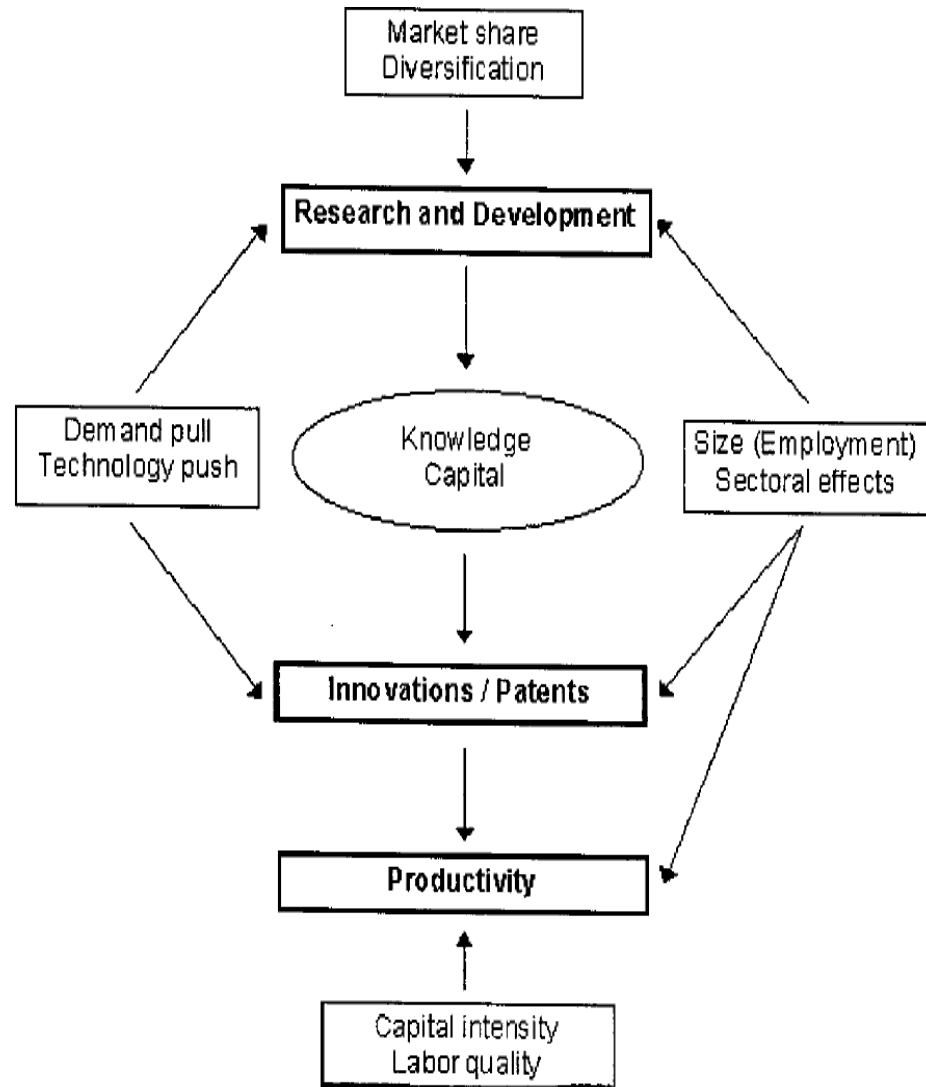 Market share
Diversification
Research and Development
Demand pull
Technology push
Knowledge
Capital
Size (Employment)
Sectoral effects
Innovations / Patents
Productivity
Capital intensity
Labor quality